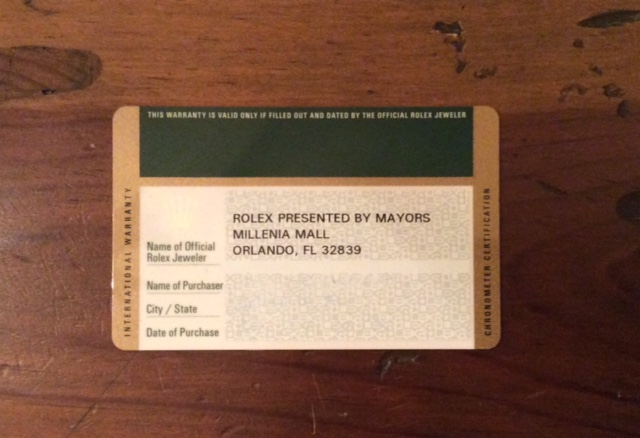 THIS WARRANTY IS VALID ONLY IF FILLED OUT AND DATED BY THE OFFICIAL ROLEX JEWELER
INTERNATIONAL WARRANTY
ROLEX PRESENTED BY MAYORS
MILLENIA MALL
ORLANDO, FL 32839
Name of Official
Rolex Jeweler
Name of Purchaser
City / State
Date of Purchase
CHRONOMETER CERTIFICATION